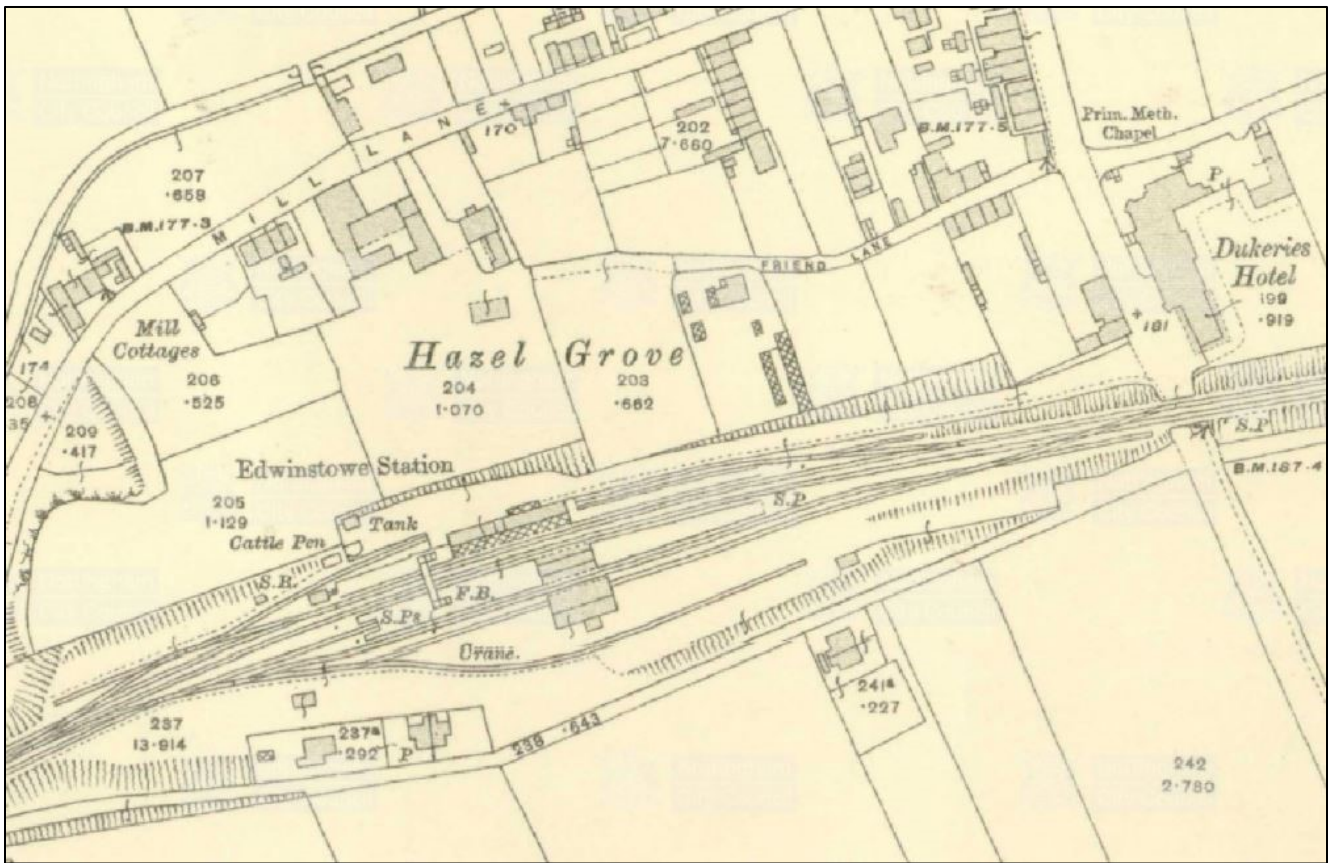 MILL LANE
170
202
7·660
B.M.177·5
Prim. Meth.
Chapel
P
207
·658
B.M.177·3
FRIEND LANE
Dukeries
Hotel
199
·919
181
Mill
Cottages
206
·525
174
208
35
209
·417
Hazel Grove
204
1·070
203
·662
Edwinstowe Station
205
1·129
Tank
Cattle Pen
S.P.
S.P
B.M.187·4
S.B.
F.B.
S.Ps
Crane.
237
13·914
237a
·292
P
238 ·643
241a
·227
242
2·780